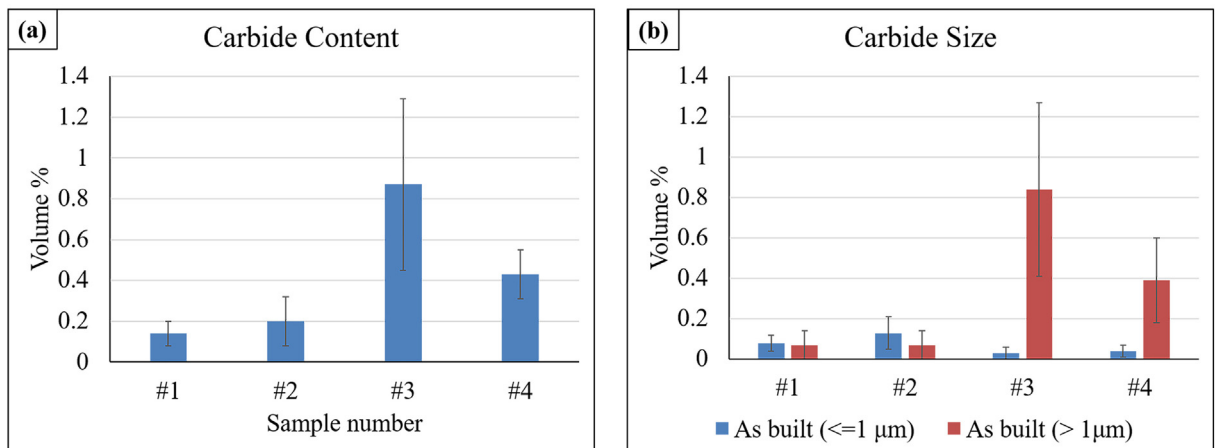 (a)
Carbide Content
Volume %
1.4
1.2
1
0.8
0.6
0.4
0.2
0
#1 #2 #3 #4
Sample number
(b)
Carbide Size
Volume %
1.4
1.2
1
0.8
0.6
0.4
0.2
0
#1 #2 #3 #4
As built (<=1 μm) As built (> 1μm)